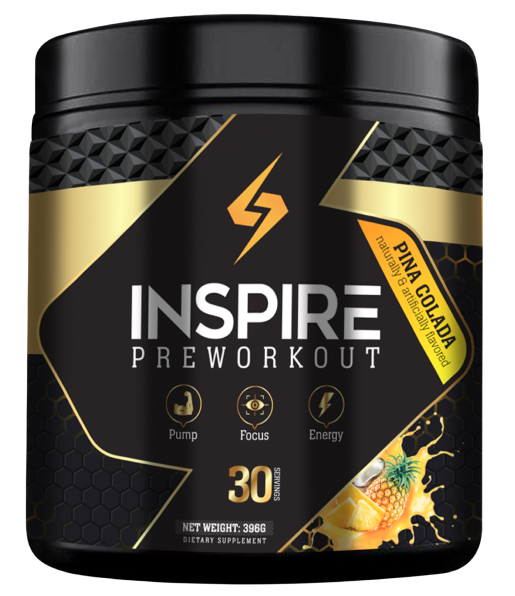 INSPIRE
PREWORKOUT
PINA COLADA
naturally & artificially flavored
Pump
Focus
Energy
30
SERVINGS
NET WEIGHT: 396G
DIETARY SUPPLEMENT